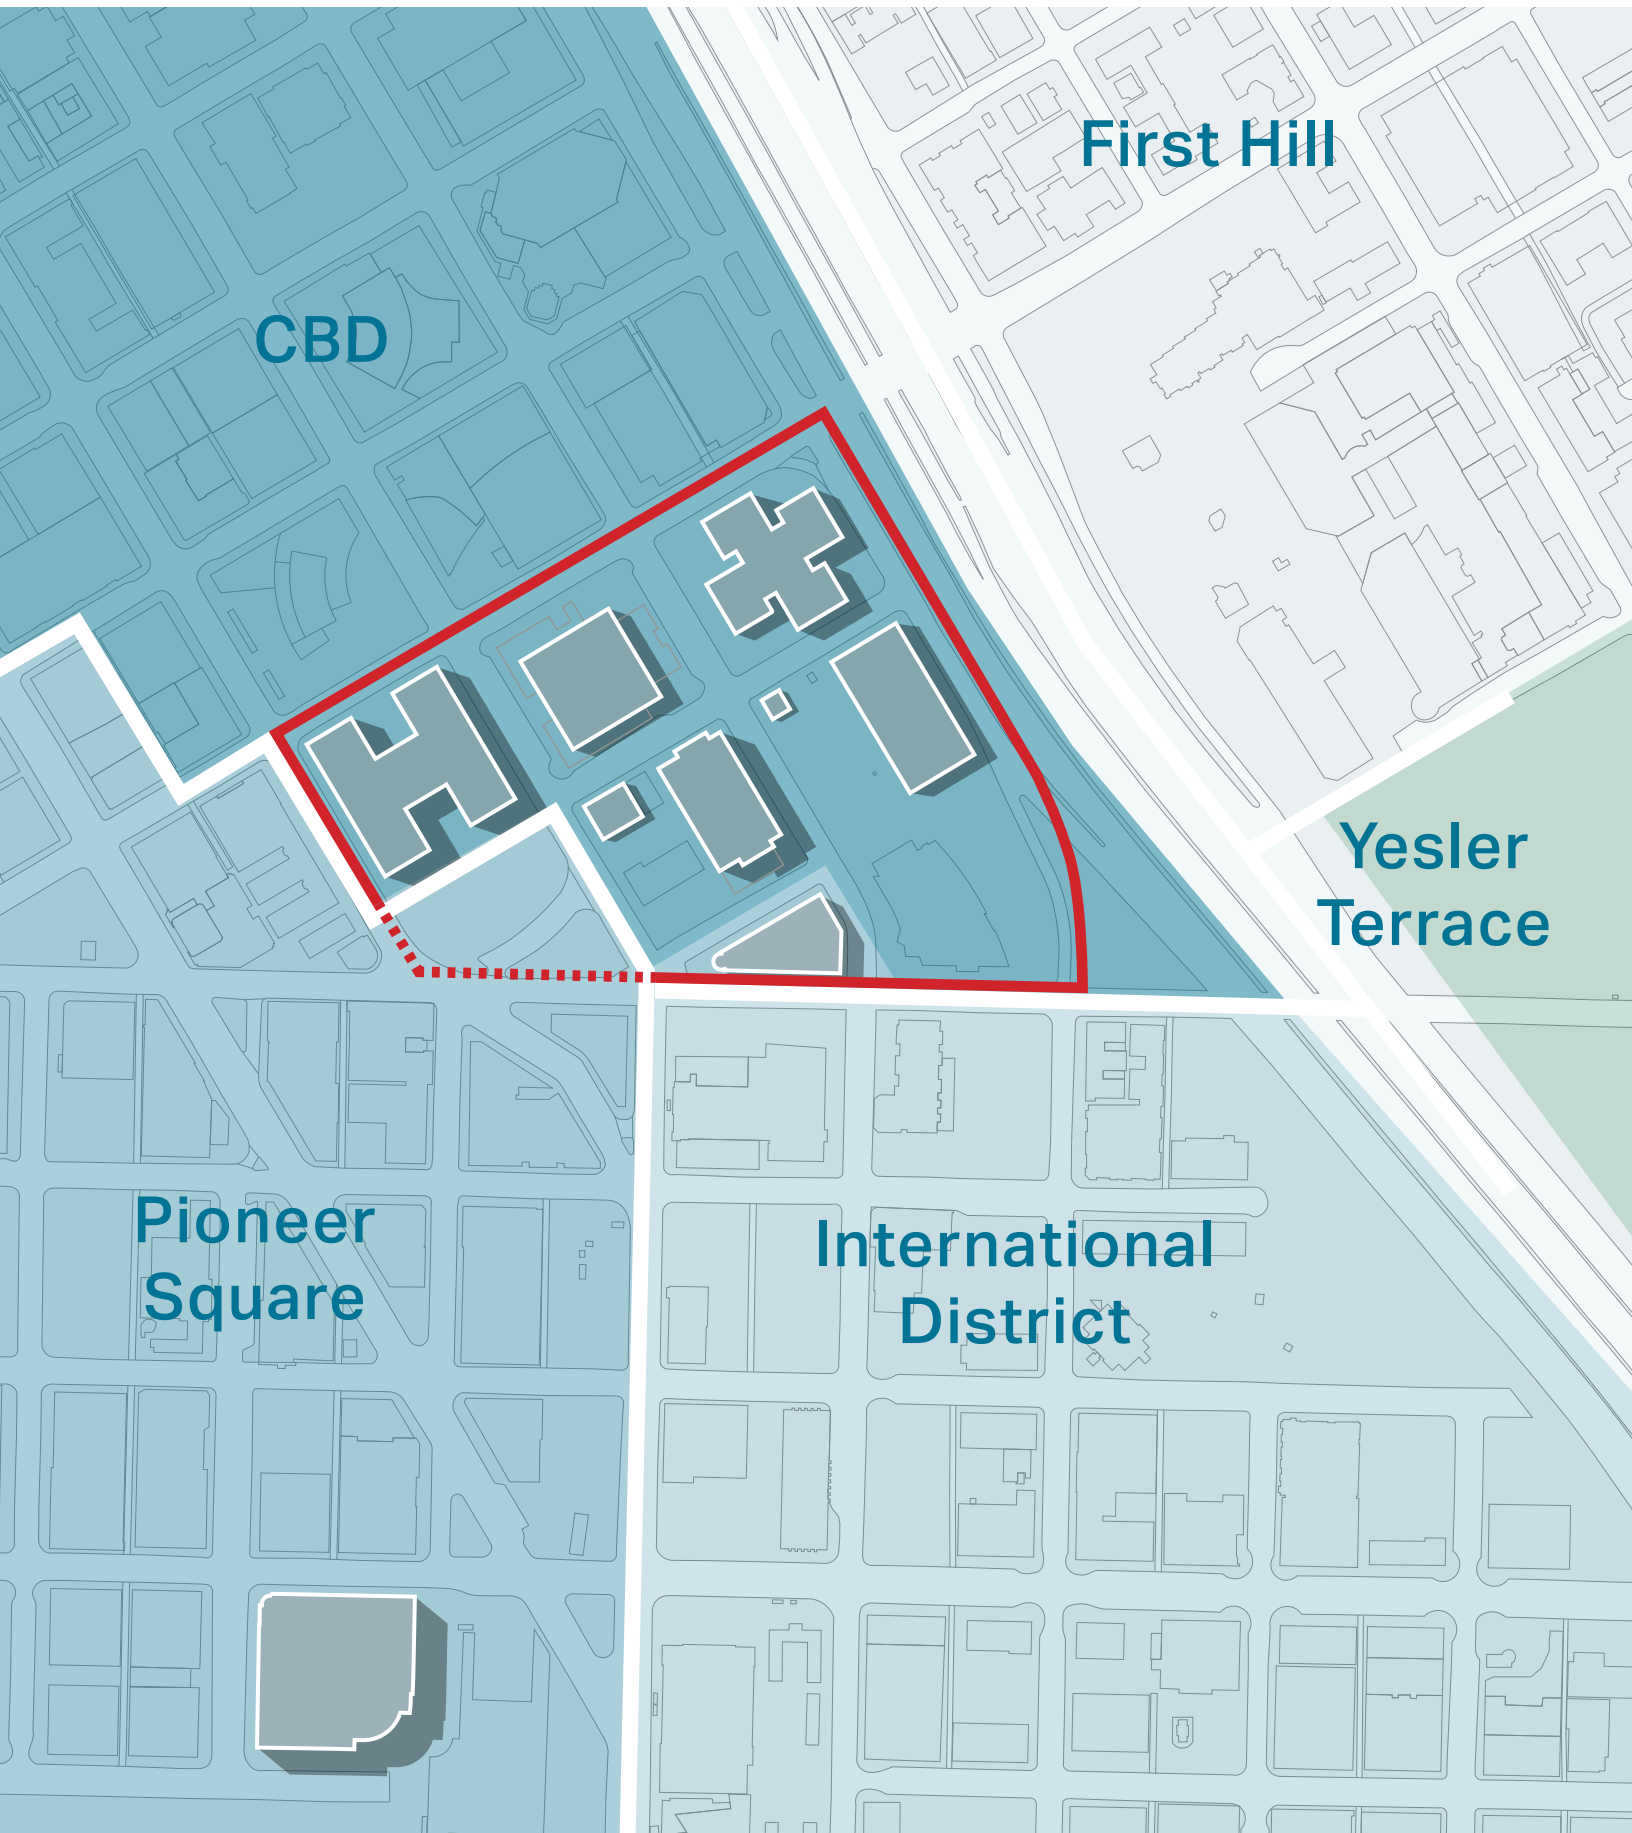 First Hill
CBD
Yesler
Terrace
Pioneer
Square
International
District